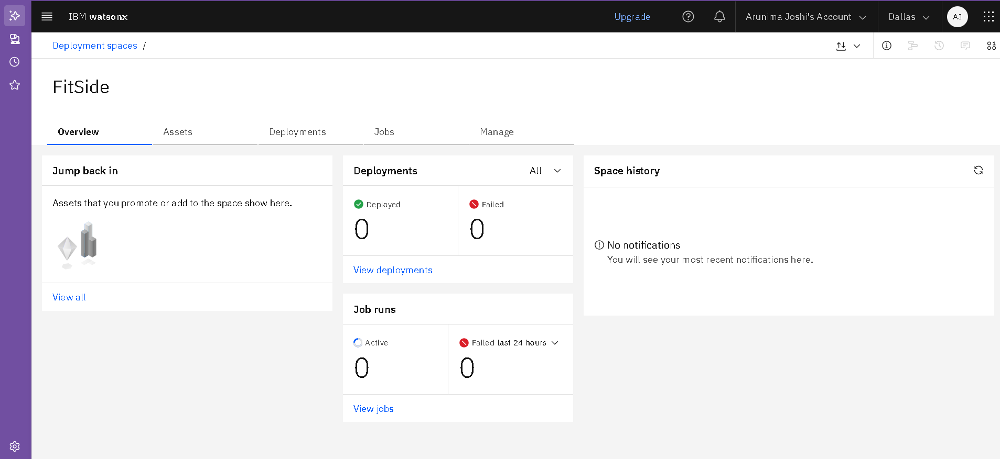 IBM watsonx
Upgrade
Arunima Joshi's Account
Dallas
AJ
Deployment spaces /
FitSide
Overview
Assets
Deployments
Jobs
Manage
Jump back in
Assets that you promote or add to the space show here.
View all
Deployments
All
Deployed
0
Failed
0
View deployments
Job runs
Active
0
Failed last 24 hours
0
View jobs
Space history
No notifications
You will see your most recent notifications here.